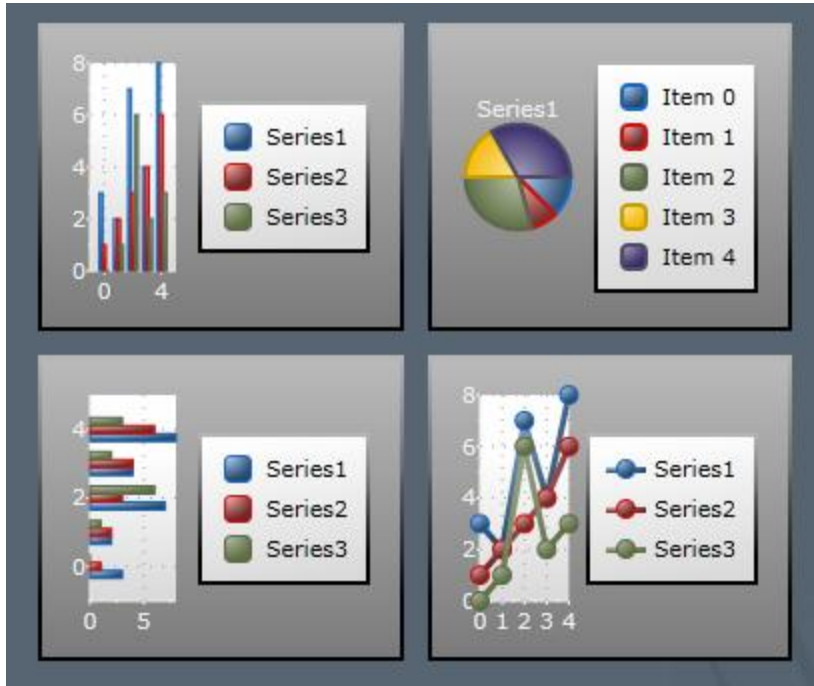 8
6
4
2
0
0 4
Series1
Series2
Series3
Series1
Item 0
Item 1
Item 2
Item 3
Item 4
4
2
0
0 5
Series1
Series2
Series3
8
6
4
2
0
0 1 2 3 4
Series1
Series2
Series3